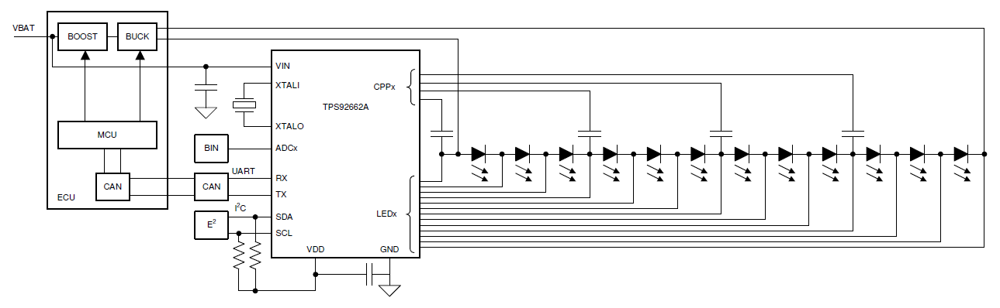 VBAT
BOOST
BUCK
VIN
XTALI
CPPx
TPS92662A
XTALO
MCU
BIN
ADCx
UART
RX
CAN
CAN
TX
ECU
I²C
LEDx
SDA
E²
SCL
VDD
GND